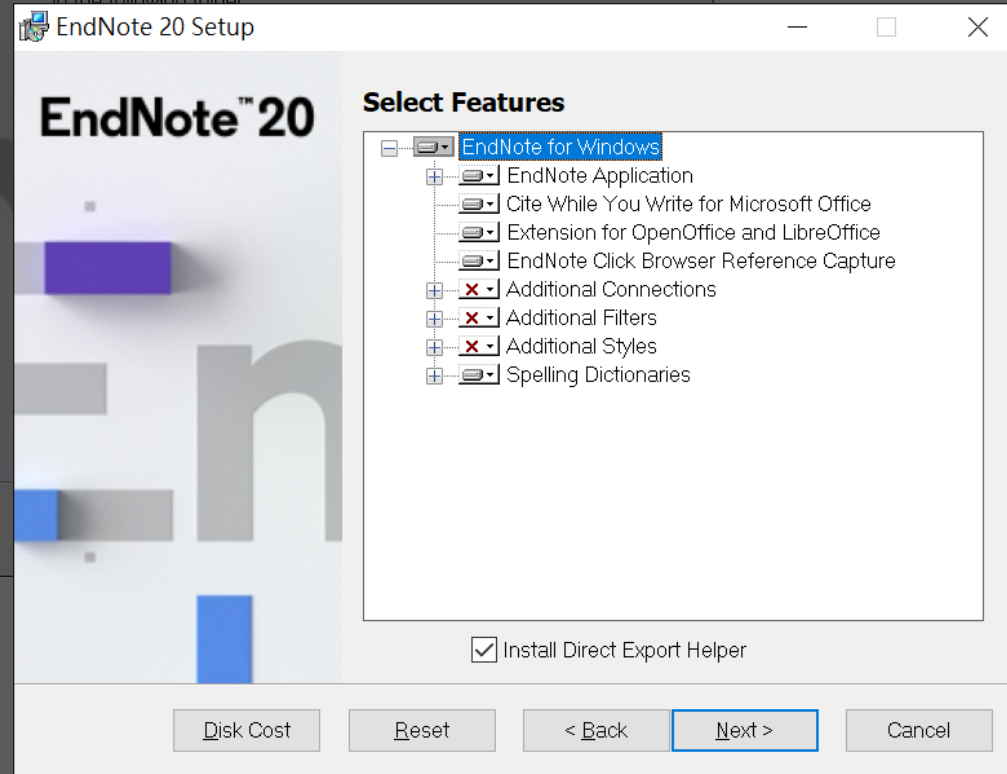 EndNote 20 Setup
EndNote™20
Select Features
EndNote for Windows
EndNote Application
Cite While You Write for Microsoft Office
Extension for OpenOffice and LibreOffice
EndNote Click Browser Reference Capture
Additional Connections
Additional Filters
Additional Styles
Spelling Dictionaries
Install Direct Export Helper
Disk Cost
Reset
< Back
Next >
Cancel